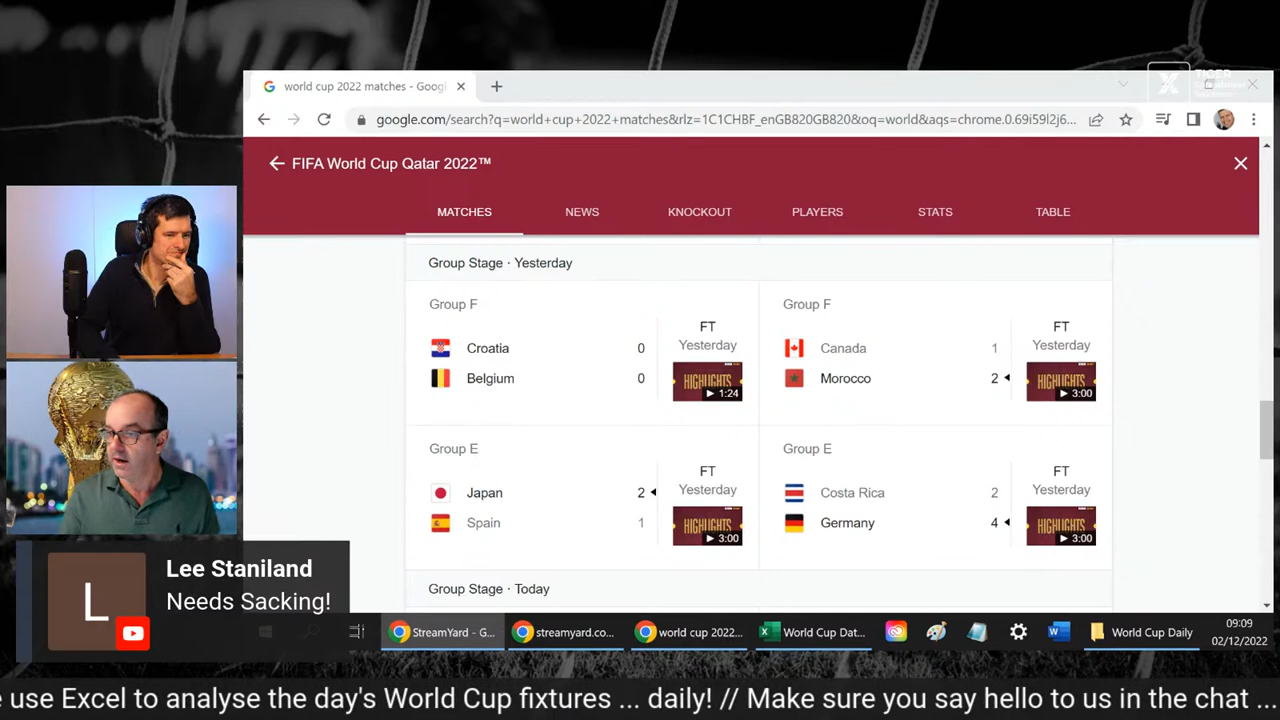 world cup 2022 matches - Googl
TIGER
google.com/search?q=world+cup+2022+matches&rlz=1C1CHBF_enGB820GB820&oq=world&aqs=chrome.0.69i59l2j6...
FIFA World Cup Qatar 2022™
MATCHES NEWS KNOCKOUT PLAYERS STATS TABLE
Group Stage · Yesterday
Group F
Croatia 0
Belgium 0
FT
Yesterday
HIGHLIGHTS
1:24
Group F
Canada 1
Morocco 2
FT
Yesterday
HIGHLIGHTS
3:00
Group E
Japan 2
Spain 1
FT
Yesterday
HIGHLIGHTS
3:00
Group E
Costa Rica 2
Germany 4
FT
Yesterday
HIGHLIGHTS
3:00
Group Stage · Today
L
Lee Staniland
Needs Sacking!
StreamYard - G... streamyard.co... world cup 2022... World Cup Dat... World Cup Daily
09:09
02/12/2022
e use Excel to analyse the day's World Cup fixtures ... daily! // Make sure you say hello to us in the chat ...